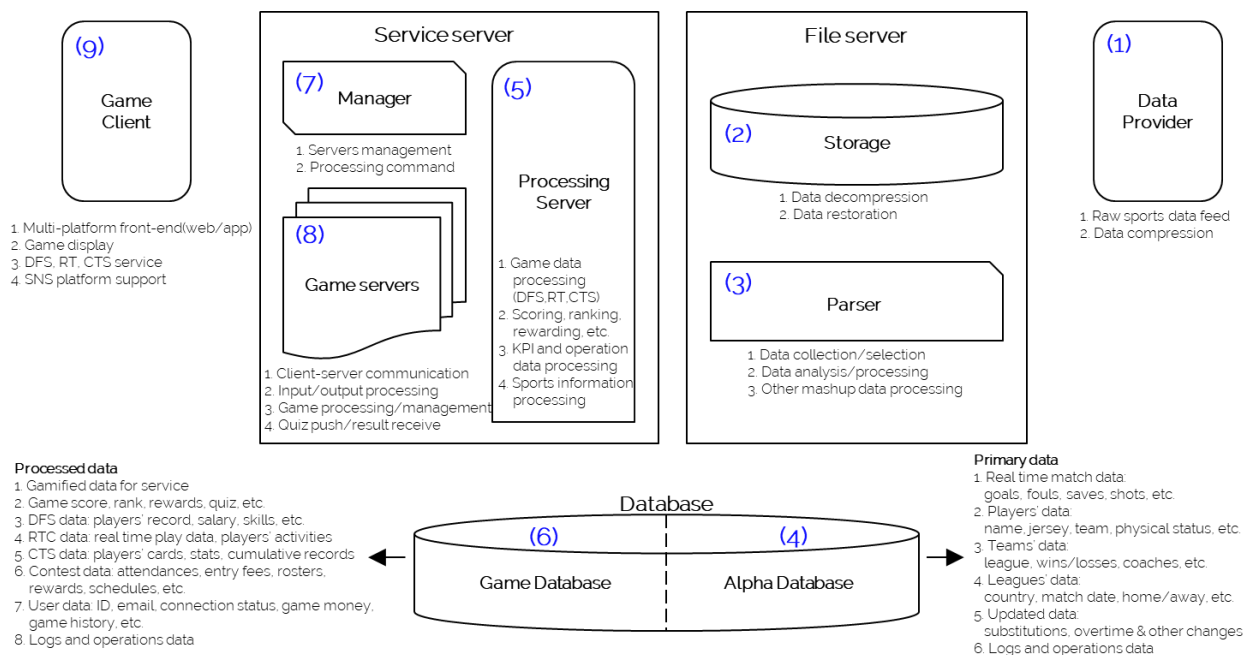 (9)
Game
Client
1. Multi-platform front-end(web/app)
2. Game display
3. DFS, RT, CTS service
4. SNS platform support
Service server
(7)
Manager
1. Servers management
2. Processing command
(8)
Game servers
1. Client-server communication
2. Input/output processing
3. Game processing/management
4. Quiz push/result receive
(5)
Processing
Server
1. Game data
processing
(DFS,RT,CTS)
2. Scoring, ranking,
rewarding, etc.
3. KPI and operation
data processing
4. Sports information
processing
File server
(2)
Storage
1. Data decompression
2. Data restoration
(3)
Parser
1. Data collection/selection
2. Data analysis/processing
3. Other mashup data processing
(1)
Data
Provider
1. Raw sports data feed
2. Data compression
Processed data
1. Gamified data for service
2. Game score, rank, rewards, quiz, etc.
3. DFS data: players' record, salary, skills, etc.
4. RTC data: real time play data, players' activities
5. CTS data: players' cards, stats, cumulative records
6. Contest data: attendances, entry fees, rosters,
rewards, schedules, etc.
7. User data: ID, email, connection status, game money,
game history, etc.
8. Logs and operations data
Database
(6)
Game Database
(4)
Alpha Database
Primary data
1. Real time match data:
goals, fouls, saves, shots, etc.
2. Players' data:
name, jersey, team, physical status, etc.
3. Teams' data:
league, wins/losses, coaches, etc.
4. Leagues' data:
country, match date, home/away, etc.
5. Updated data:
substitutions, overtime & other changes
6. Logs and operations data